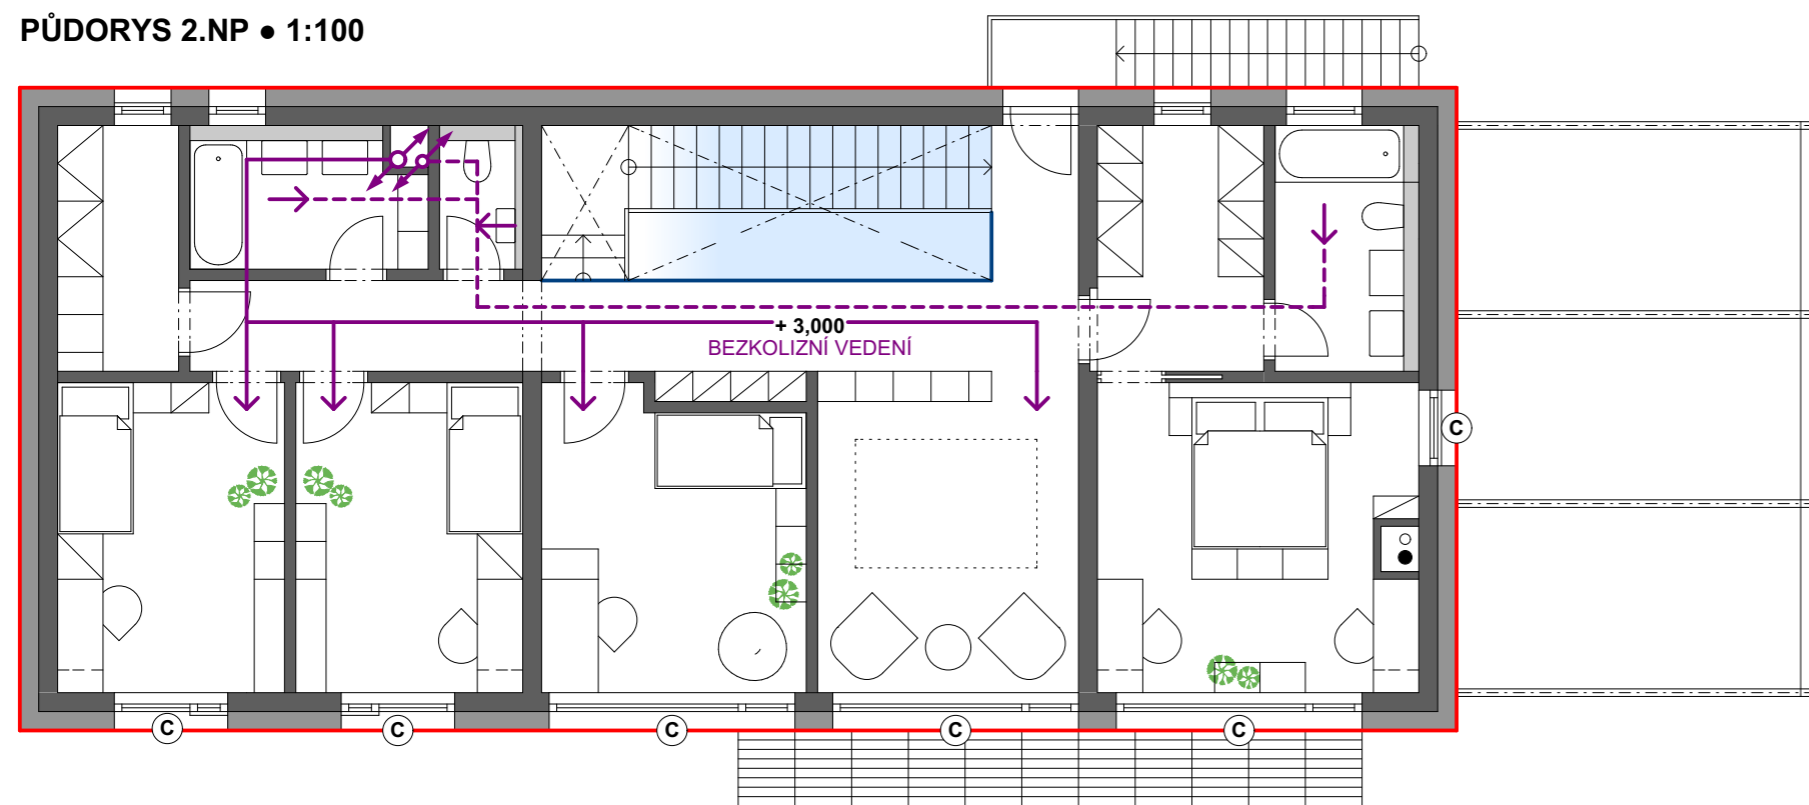 PŮDORYS 2.NP ● 1:100
+ 3,000
BEZKOLIZNÍ VEDENÍ
C
C
C
C
C
C